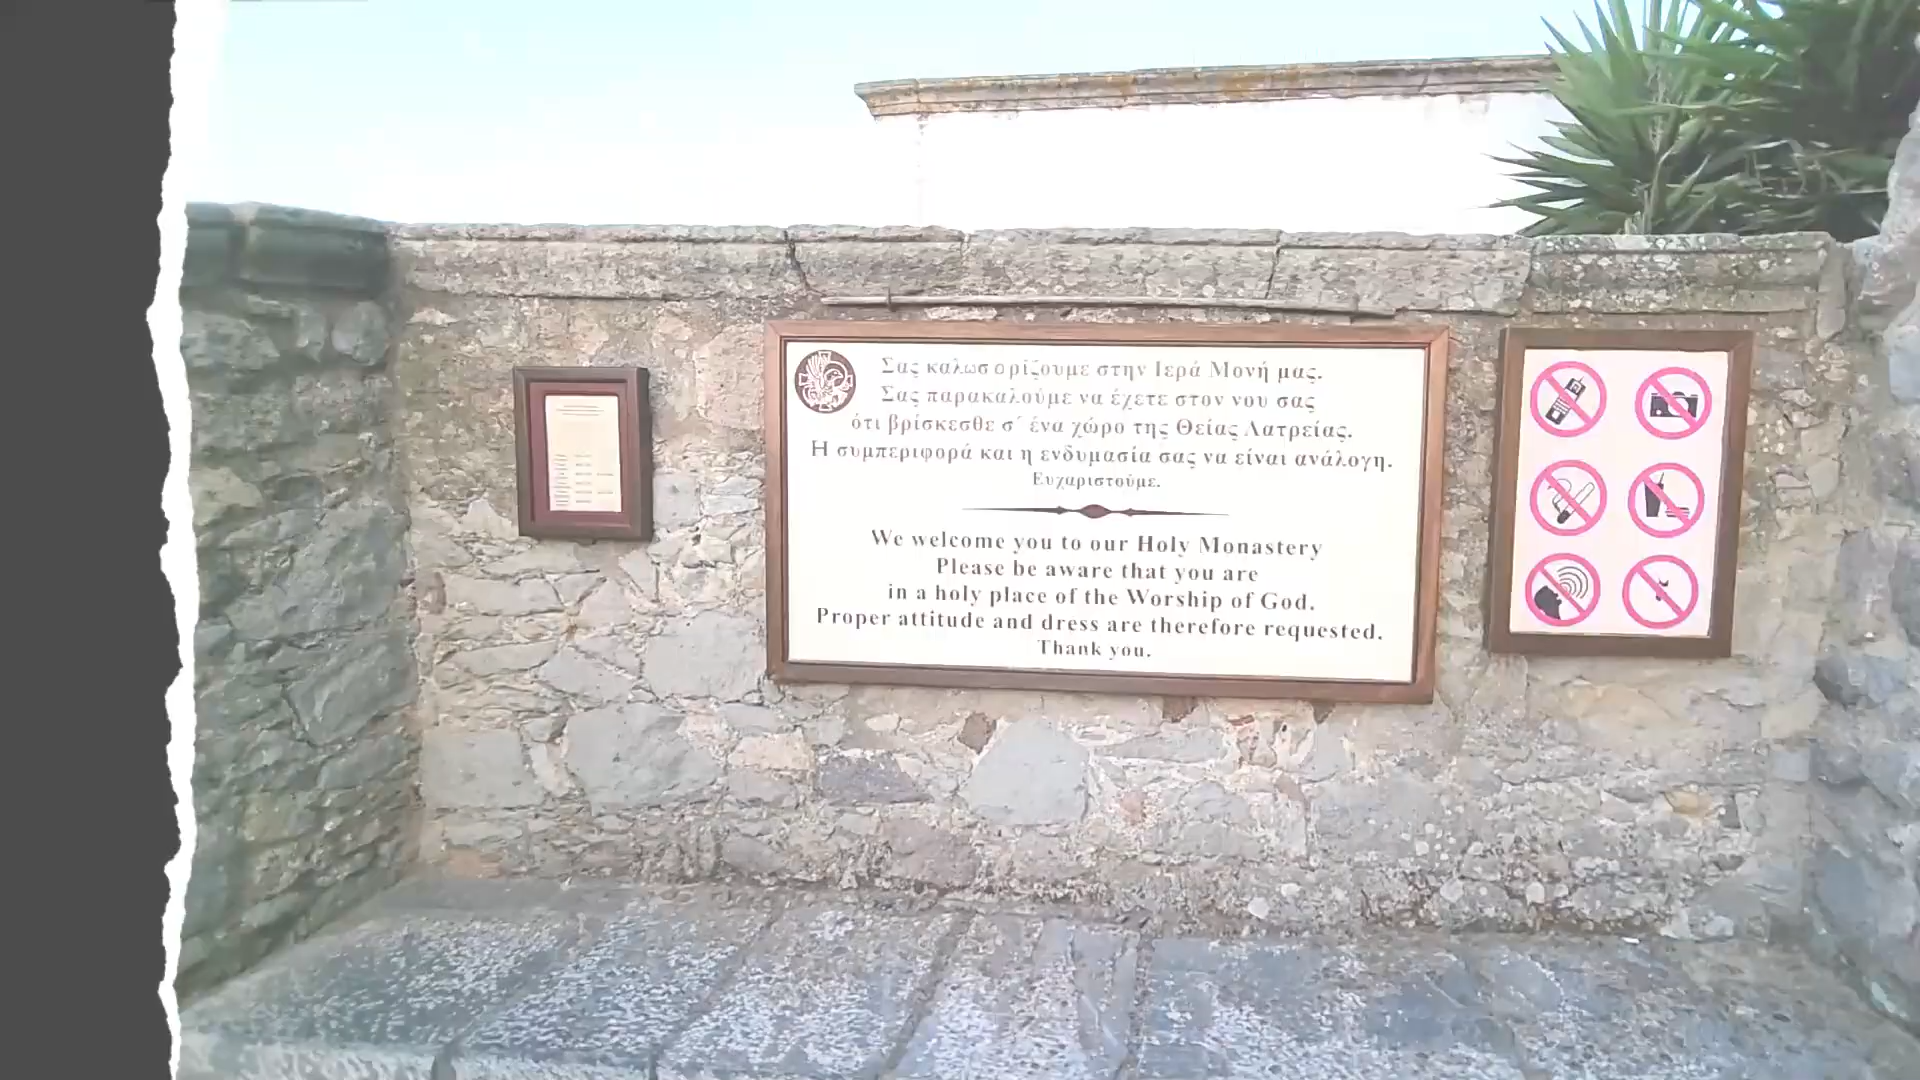 Σας καλωσορίζουμε στην Ιερά Μονή μας.
Σας παρακαλούμε να έχετε στον νου σας
ότι βρίσκεσθε σ΄ ένα χώρο της Θείας Λατρείας.
Η συμπεριφορά και η ενδυμασία σας να είναι ανάλογη.
Ευχαριστούμε.
We welcome you to our Holy Monastery
Please be aware that you are
in a holy place of the Worship of God.
Proper attitude and dress are therefore requested.
Thank you.